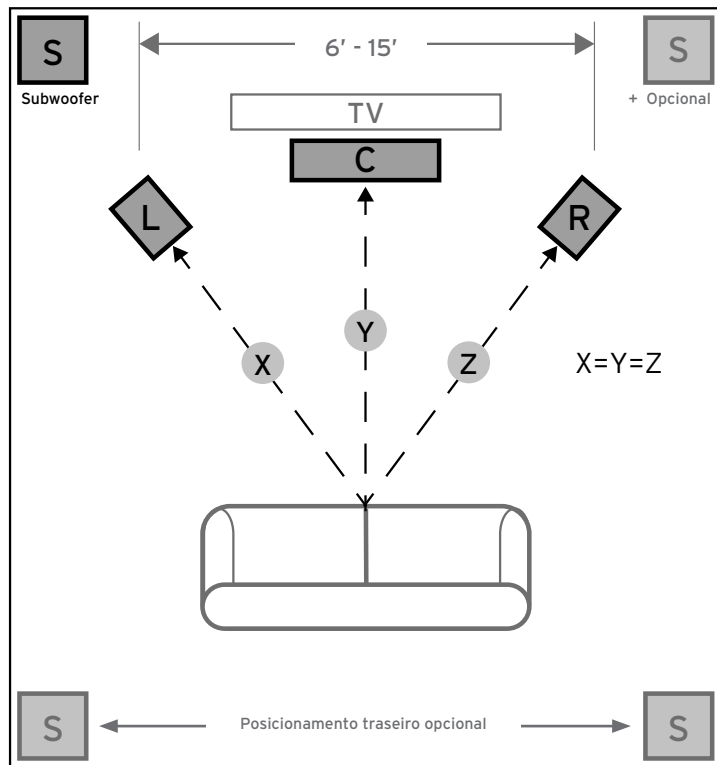 S
6' - 15'
S
Subwoofer
+ Opcional
TV
C
L
R
Y
X
Z
X=Y=Z
S
Posicionamento traseiro opcional
S